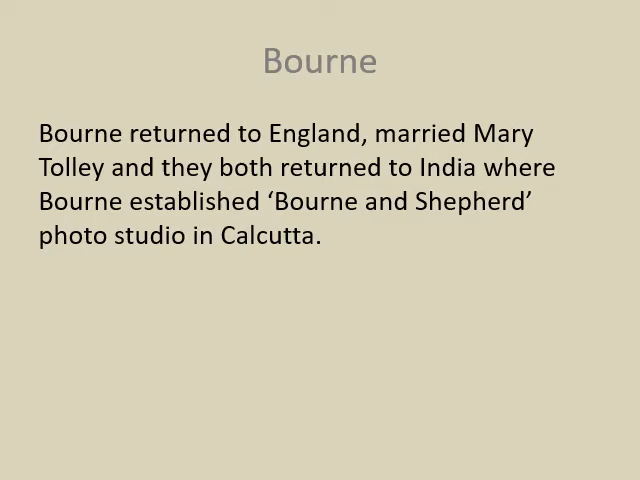 Bourne
Bourne returned to England, married Mary
Tolley and they both returned to India where
Bourne established ‘Bourne and Shepherd’
photo studio in Calcutta.